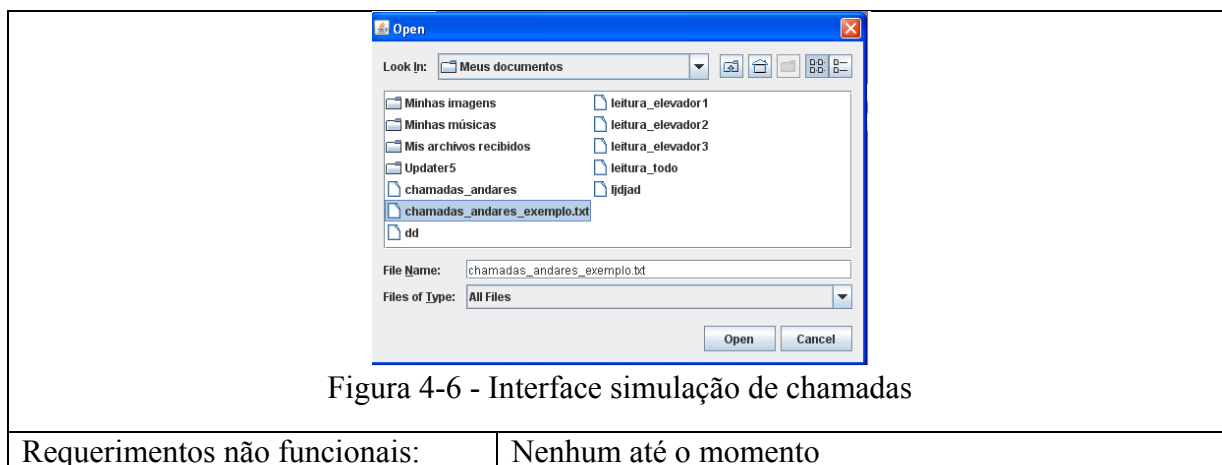 Open
Look In: Meus documentos
Minhas imagens
Minhas músicas
Mis archivos recibidos
Updater5
chamadas_andares
chamadas_andares_exemplo.txt
dd
leitura_elevador1
leitura_elevador2
leitura_elevador3
leitura_todo
ljdjad
File Name: chamadas_andares_exemplo.txt
Files of Type: All Files
Open Cancel
Figura 4-6 - Interface simulação de chamadas
Requerimentos não funcionais: Nenhum até o momento